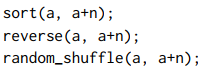 sort(a, a+n);
reverse(a, a+n);
random_shuffle(a, a+n);